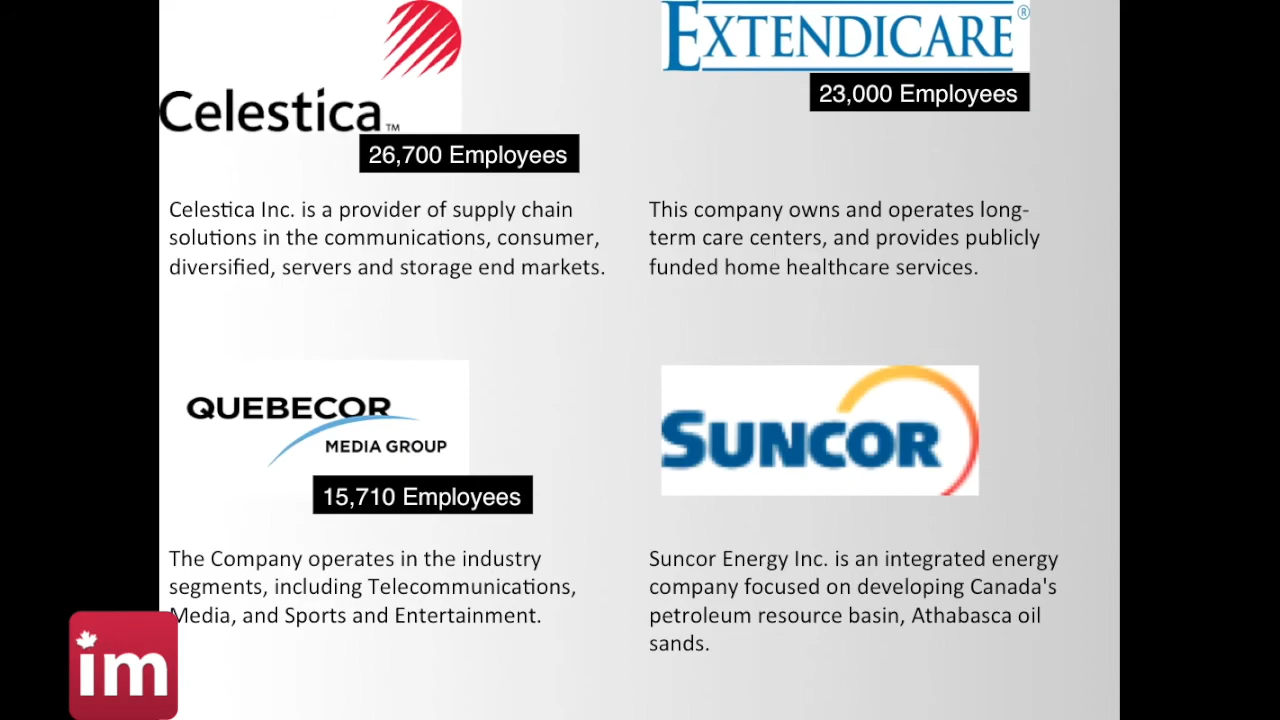 Celestica™
26,700 Employees
Celestica Inc. is a provider of supply chain
solutions in the communications, consumer,
diversified, servers and storage end markets.
EXTENDICARE®
23,000 Employees
This company owns and operates long-
term care centers, and provides publicly
funded home healthcare services.
QUEBECOR
MEDIA GROUP
15,710 Employees
The Company operates in the industry
segments, including Telecommunications,
Media, and Sports and Entertainment.
SUNCOR
Suncor Energy Inc. is an integrated energy
company focused on developing Canada's
petroleum resource basin, Athabasca oil
sands.
im